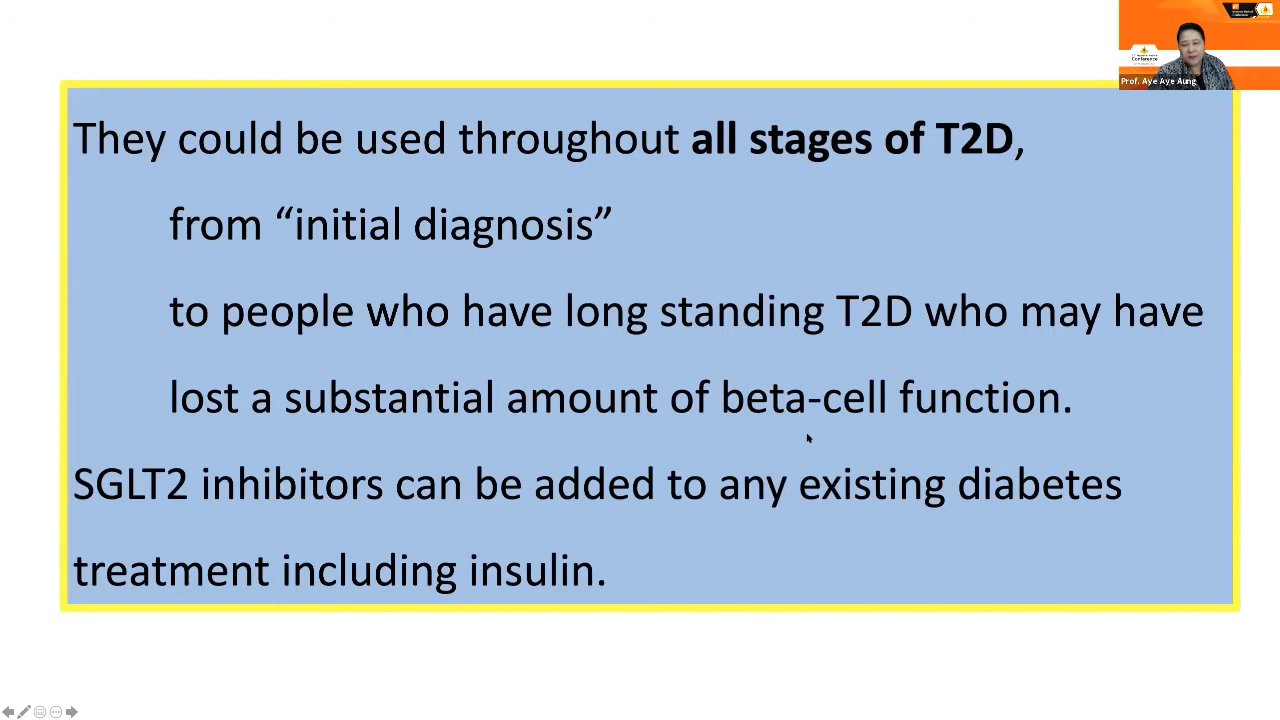 Conference
Prof. Aye Aye Aung
They could be used throughout all stages of T2D,
from “initial diagnosis”
to people who have long standing T2D who may have
lost a substantial amount of beta-cell function.
SGLT2 inhibitors can be added to any existing diabetes
treatment including insulin.